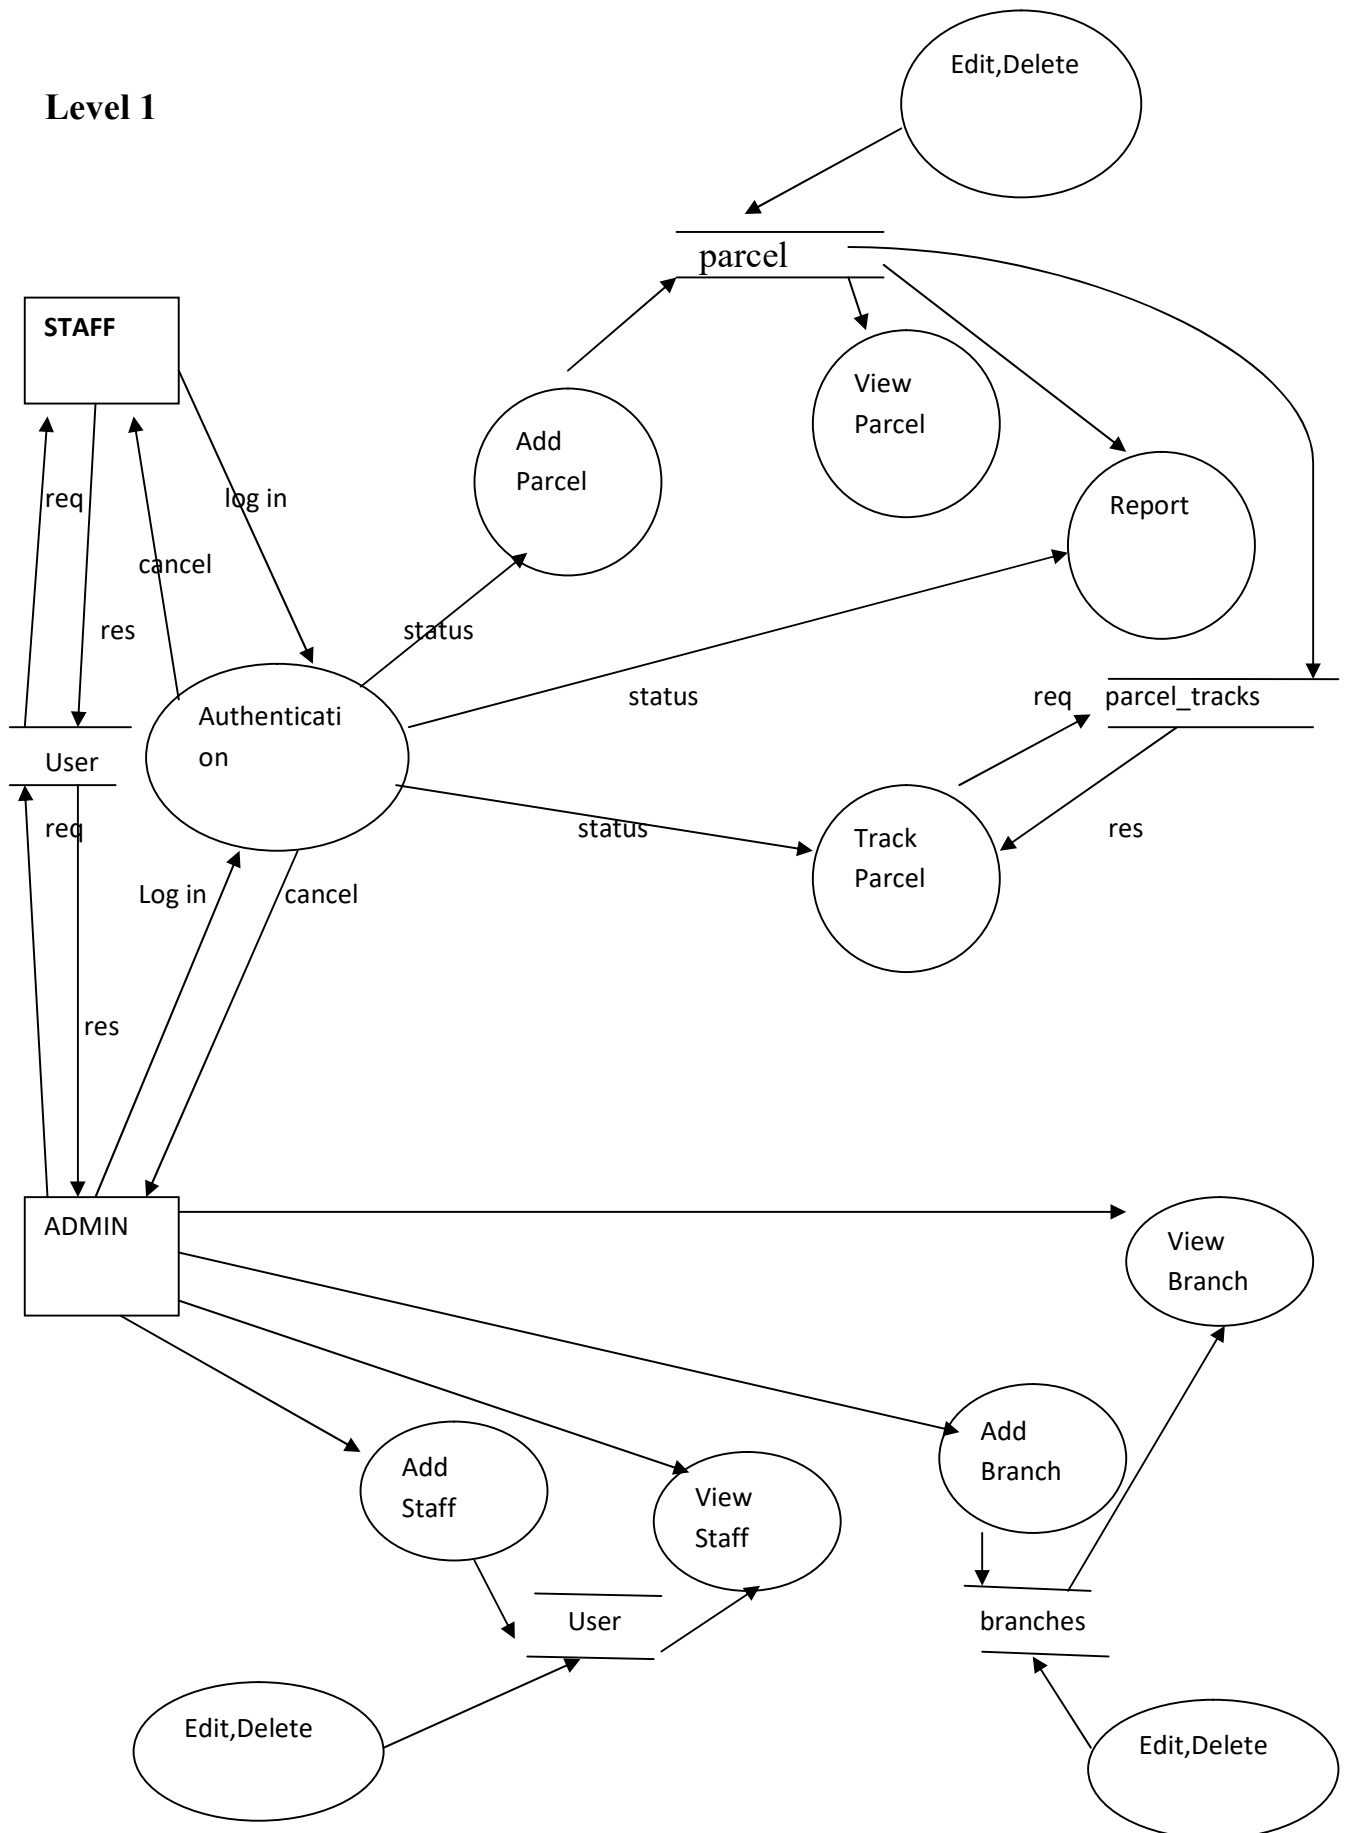 Edit,Delete
Level 1
parcel
STAFF
View
Parcel
Add
Parcel
req
log in
Report
cancel
res
status
status
req
parcel_tracks
Authenticati
on
User
req
status
res
Track
Parcel
Log in
cancel
res
ADMIN
View
Branch
Add
Branch
Add
Staff
View
Staff
User
branches
Edit,Delete
Edit,Delete